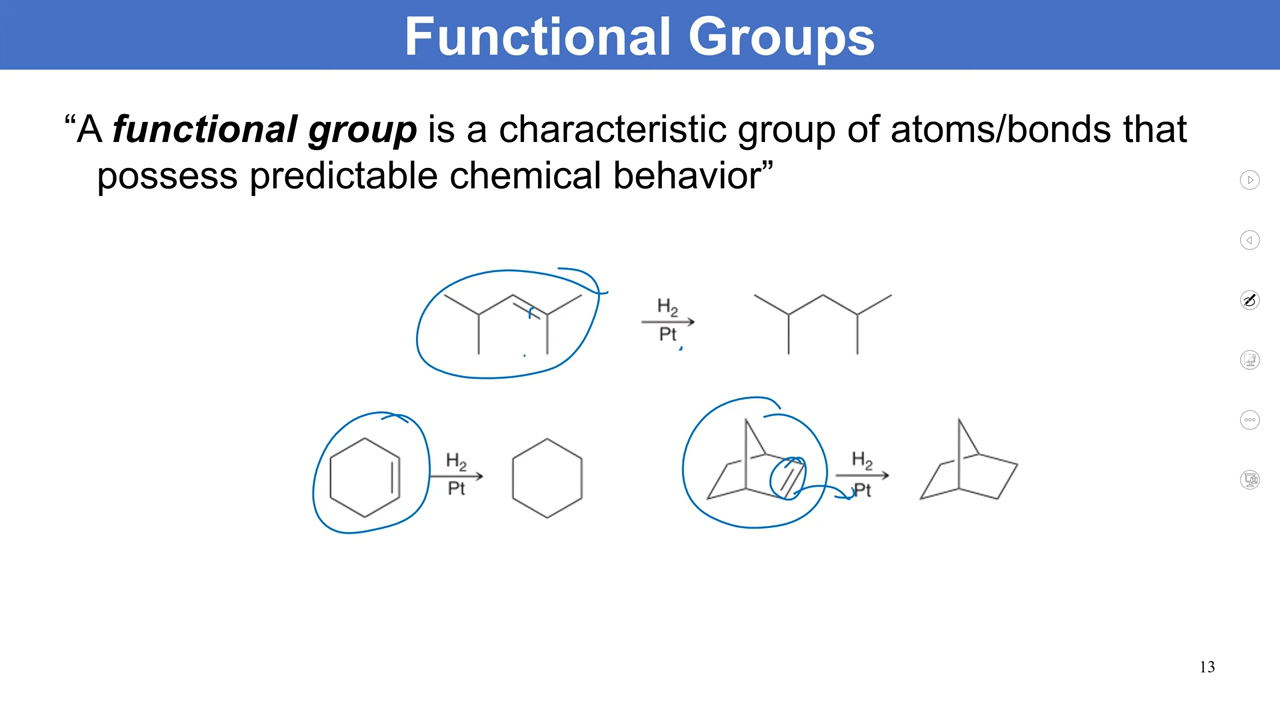 Functional Groups
“A functional group is a characteristic group of atoms/bonds that
possess predictable chemical behavior”
H₂
Pt
H₂
Pt
H₂
Pt
13